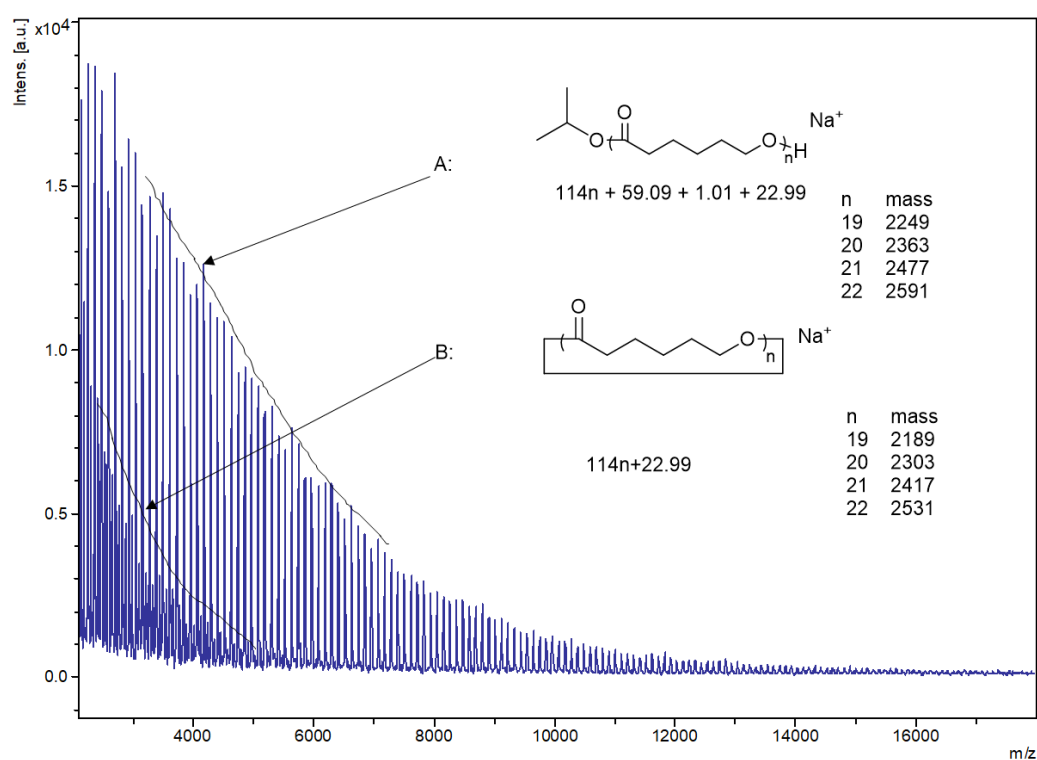 x10⁴
Intens. [a.u.]
1.5
1.0
0.5
0.0
4000 6000 8000 10000 12000 14000 16000
m/z
A:
O
O ( O )n H Na⁺
114n + 59.09 + 1.01 + 22.99
n mass
19 2249
20 2363
21 2477
22 2591
B:
O
( O )n Na⁺
114n+22.99
n mass
19 2189
20 2303
21 2417
22 2531